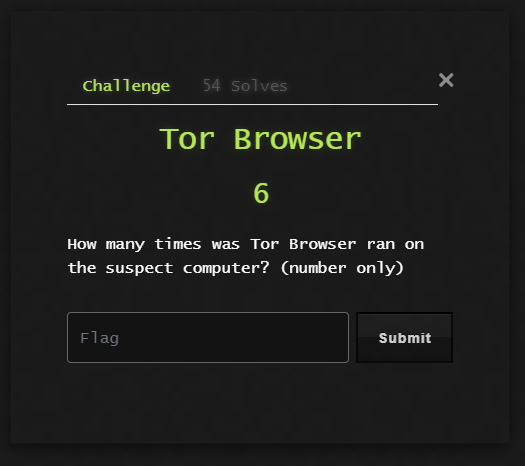 Challenge 54 Solves ×
Tor Browser
6
How many times was Tor Browser ran on
the suspect computer? (number only)
Flag Submit